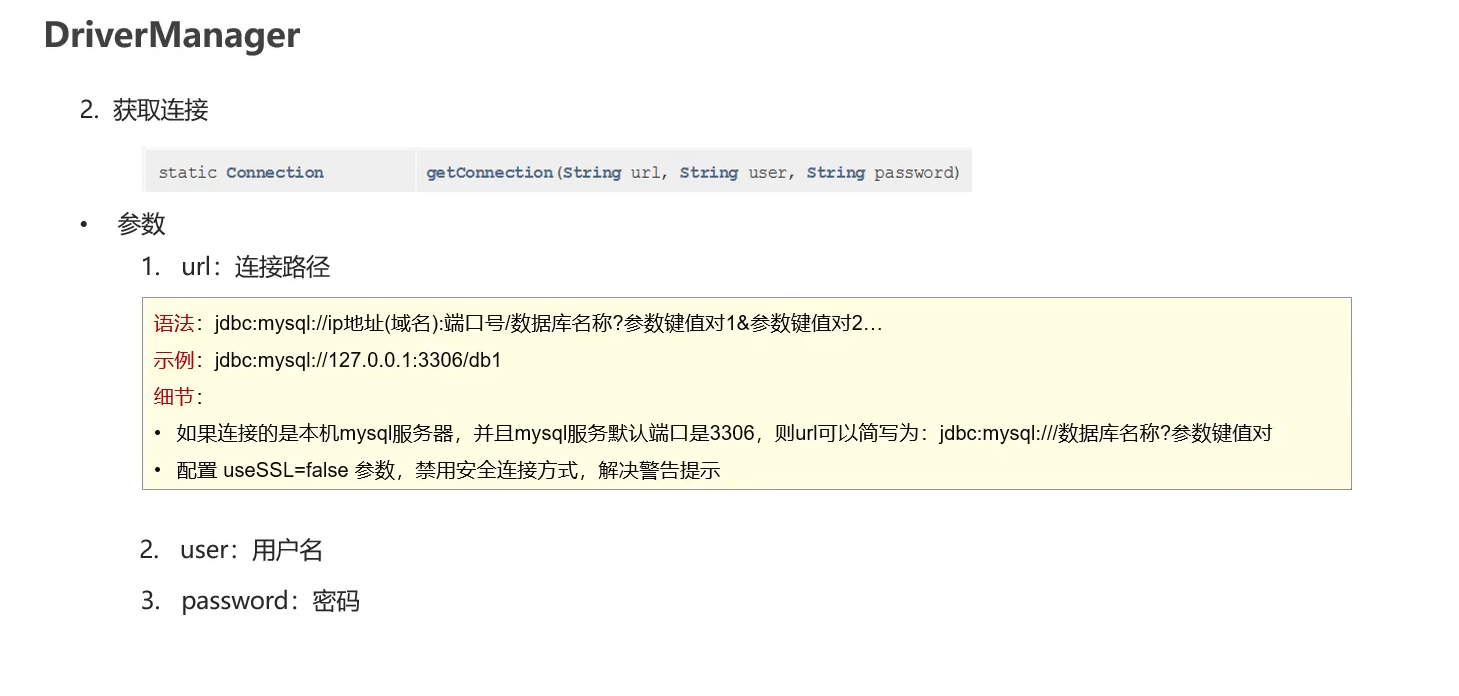 DriverManager
2. 获取连接
static Connection getConnection(String url, String user, String password)
• 参数
1. url：连接路径
语法：jdbc:mysql://ip地址(域名):端口号/数据库名称?参数键值对1&参数键值对2…
示例：jdbc:mysql://127.0.0.1:3306/db1
细节：
• 如果连接的是本机mysql服务器，并且mysql服务默认端口是3306，则url可以简写为：jdbc:mysql:///数据库名称?参数键值对
• 配置 useSSL=false 参数，禁用安全连接方式，解决警告提示
2. user：用户名
3. password：密码